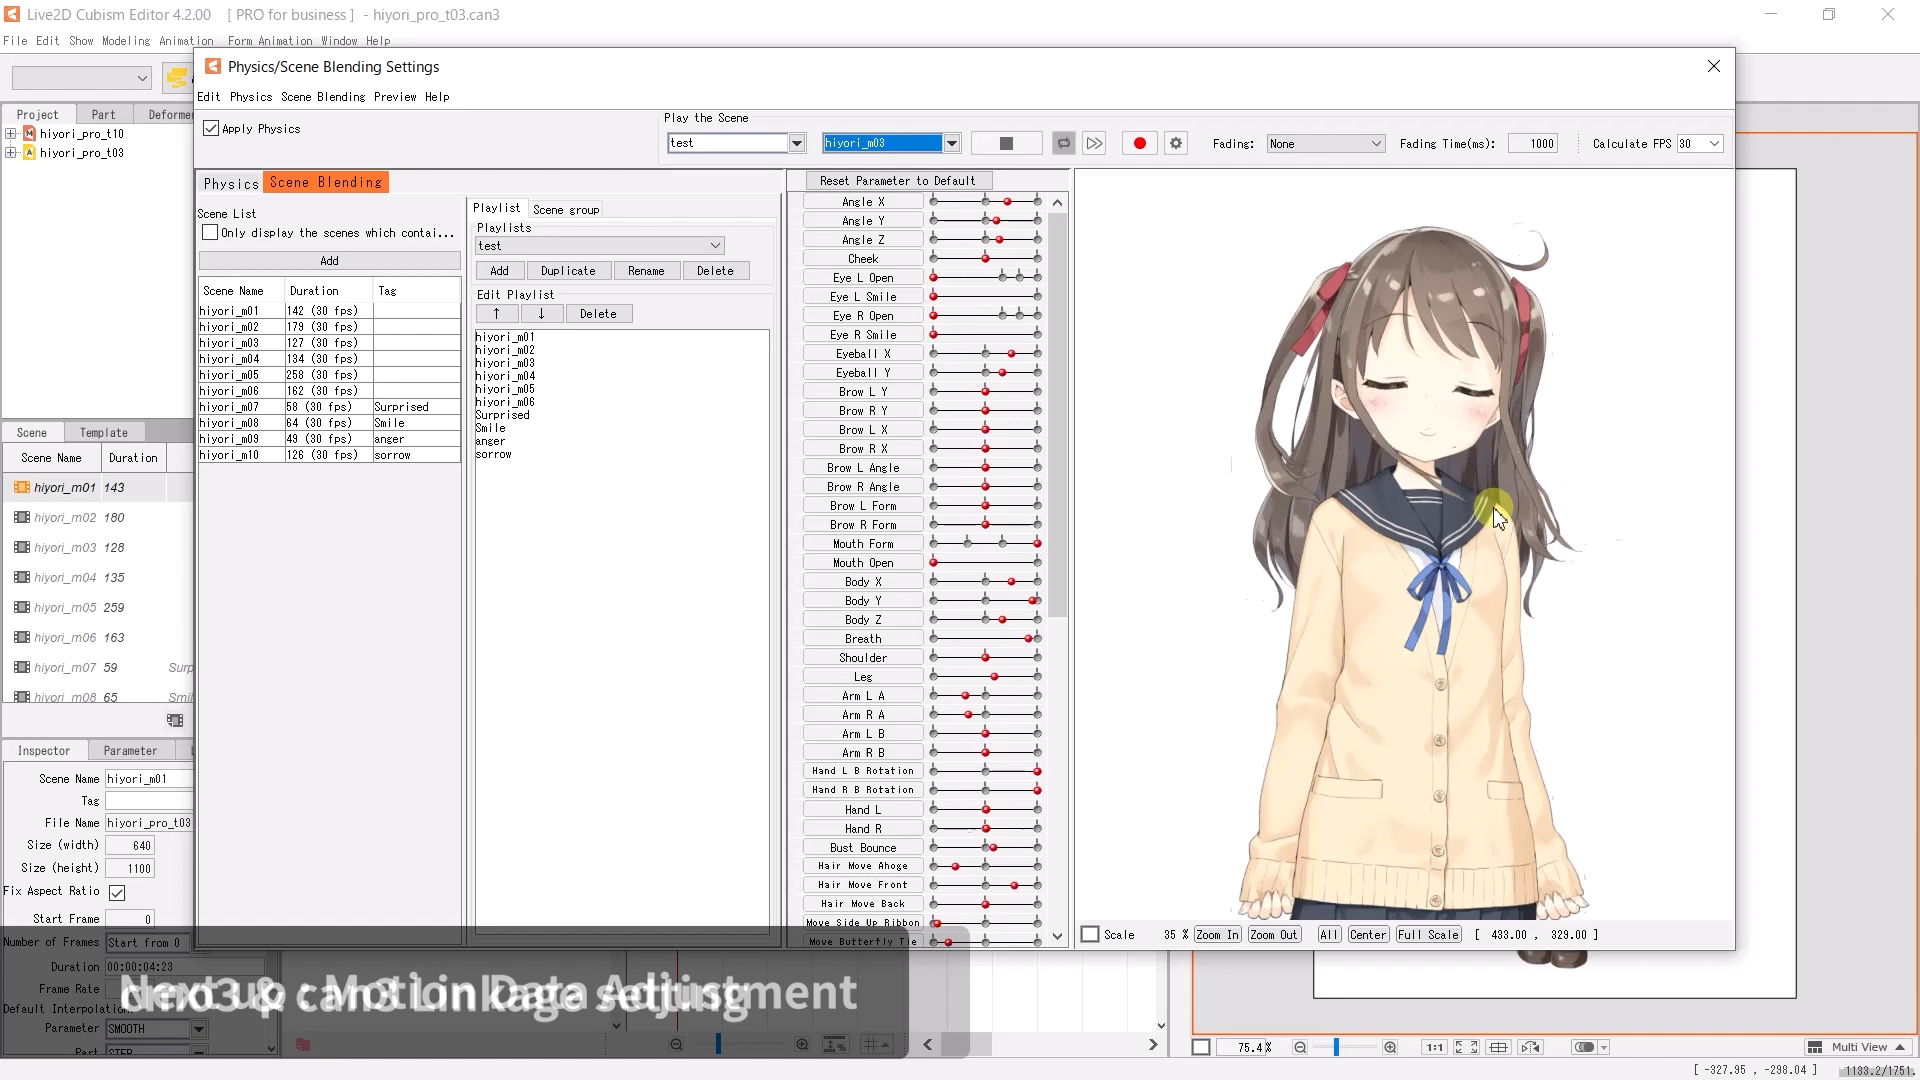 Live2D Cubism Editor 4.2.00   [ PRO for business ]  - hiyori_pro_t03.can3
File Edit Show Modeling Animation Form Animation Window Help
Physics/Scene Blending Settings
Edit Physics Scene Blending Preview Help
Apply Physics
Play the Scene
test
hiyori_m03
Fading: None
Fading Time(ms): 1000
Calculate FPS 30
Project Part Deformer
hiyori_pro_t10
hiyori_pro_t03
Scene Template
Scene Name Duration
hiyori_m01 143
hiyori_m02 180
hiyori_m03 128
hiyori_m04 135
hiyori_m05 259
hiyori_m06 163
hiyori_m07 59 Surp
hiyori_m08 65 Smil
Inspector Parameter
Scene Name hiyori_m01
Tag
File Name hiyori_pro_t03
Size (width) 640
Size (height) 1100
Fix Aspect Ratio
Start Frame 0
Number of Frames Start from 0
Duration 00:00:04:23
Frame Rate
Default Interpolation
Parameter SMOOTH
Part STEP
Physics Scene Blending
Scene List
Only display the scenes which contai...
Add
Scene Name Duration Tag
hiyori_m01 142 (30 fps)
hiyori_m02 179 (30 fps)
hiyori_m03 127 (30 fps)
hiyori_m04 134 (30 fps)
hiyori_m05 258 (30 fps)
hiyori_m06 162 (30 fps)
hiyori_m07 58 (30 fps) Surprised
hiyori_m08 64 (30 fps) Smile
hiyori_m09 49 (30 fps) anger
hiyori_m10 126 (30 fps) sorrow
Playlist Scene group
Playlists
test
Add Duplicate Rename Delete
Edit Playlist
↑ ↓ Delete
hiyori_m01
hiyori_m02
hiyori_m03
hiyori_m04
hiyori_m05
hiyori_m06
Surprised
Smile
anger
sorrow
Reset Parameter to Default
Angle X
Angle Y
Angle Z
Cheek
Eye L Open
Eye L Smile
Eye R Open
Eye R Smile
Eyeball X
Eyeball Y
Brow L Y
Brow R Y
Brow L X
Brow R X
Brow L Angle
Brow R Angle
Brow L Form
Brow R Form
Mouth Form
Mouth Open
Body X
Body Y
Body Z
Breath
Shoulder
Leg
Arm L A
Arm R A
Arm L B
Arm R B
Hand L B Rotation
Hand R B Rotation
Hand L
Hand R
Bust Bounce
Hair Move Ahoge
Hair Move Front
Hair Move Back
Move Side Up Ribbon
Move Butterfly Tie
Scale 35 % Zoom In Zoom Out All Center Full Scale [ 433.00 , 329.00 ]
75.4% 1:1 Multi View
[ -327.95 , -298.04 ] 1133.2/1751.